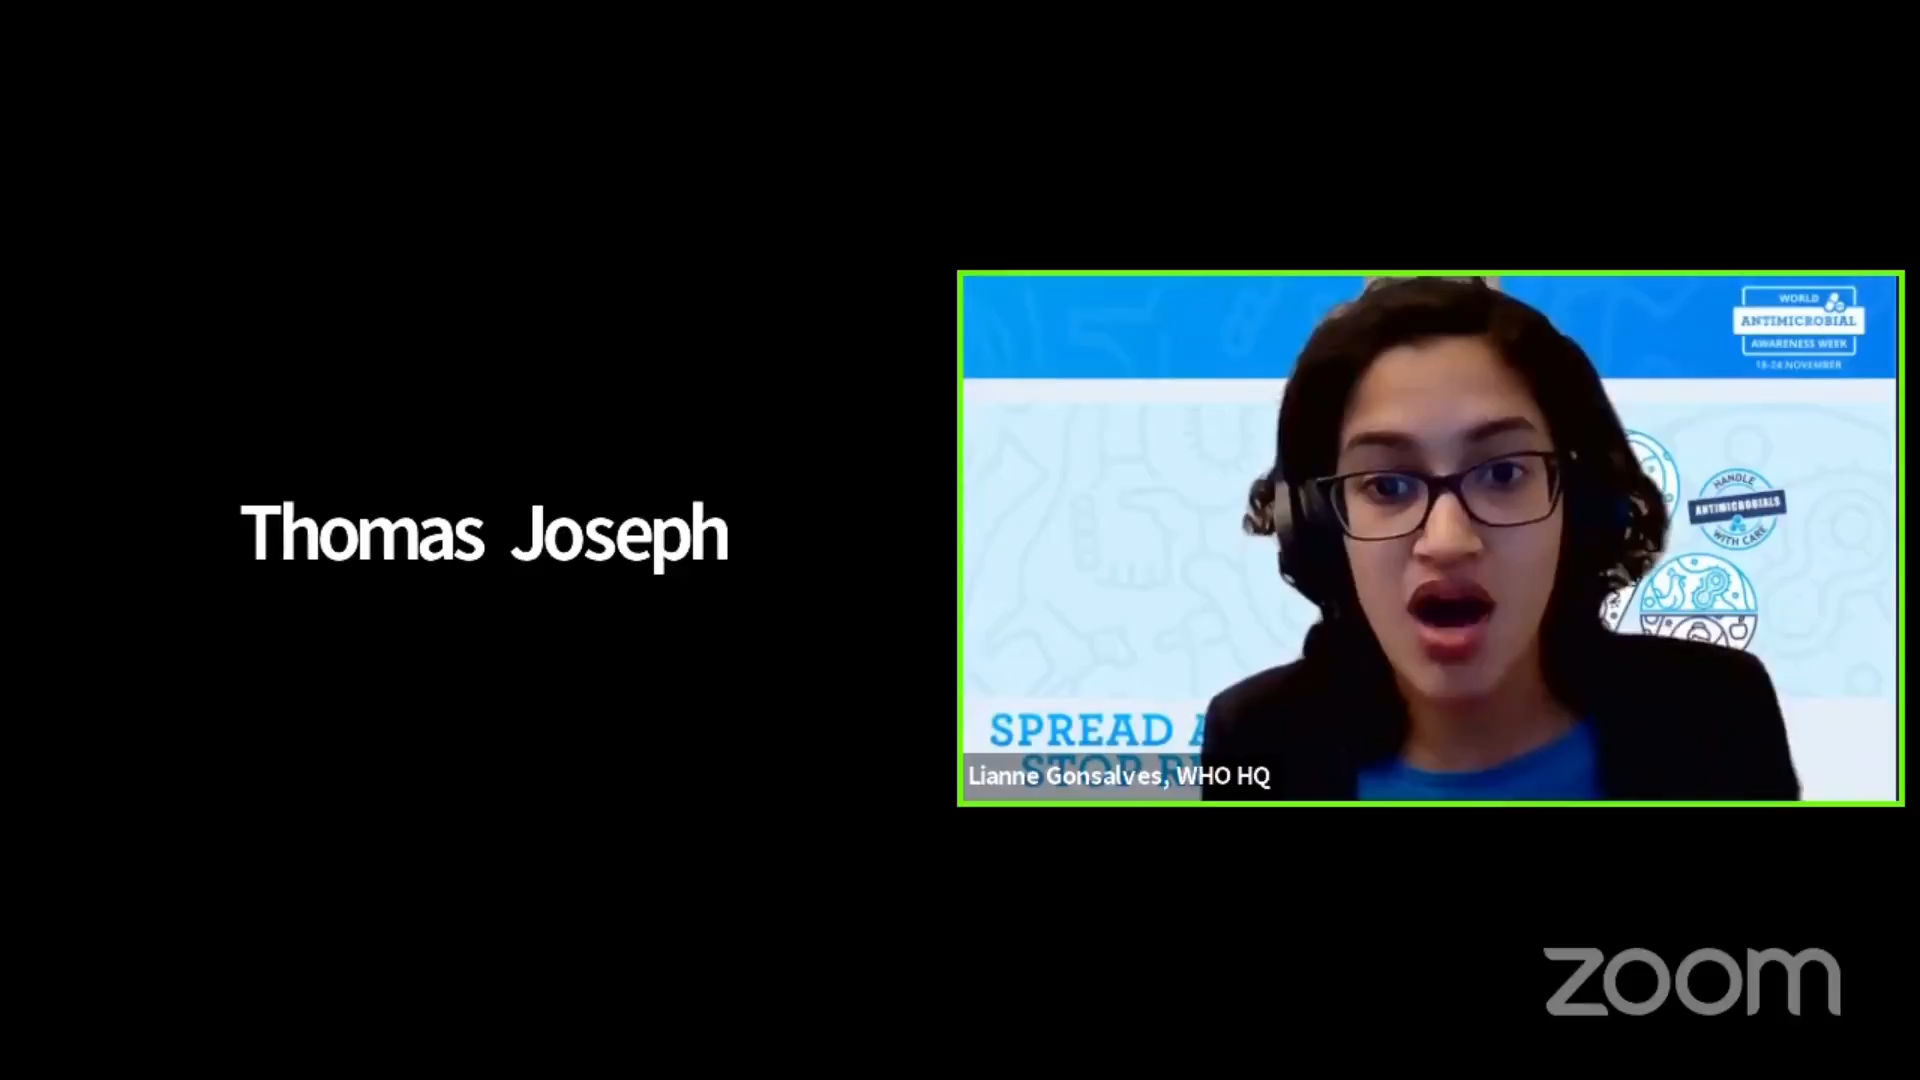 Thomas Joseph
WORLD
ANTIMICROBIAL
AWARENESS WEEK
18-24 NOVEMBER
HANDLE
ANTIMICROBIALS
WITH CARE
SPREAD
STOP
Lianne Gonsalves, WHO HQ
zoom